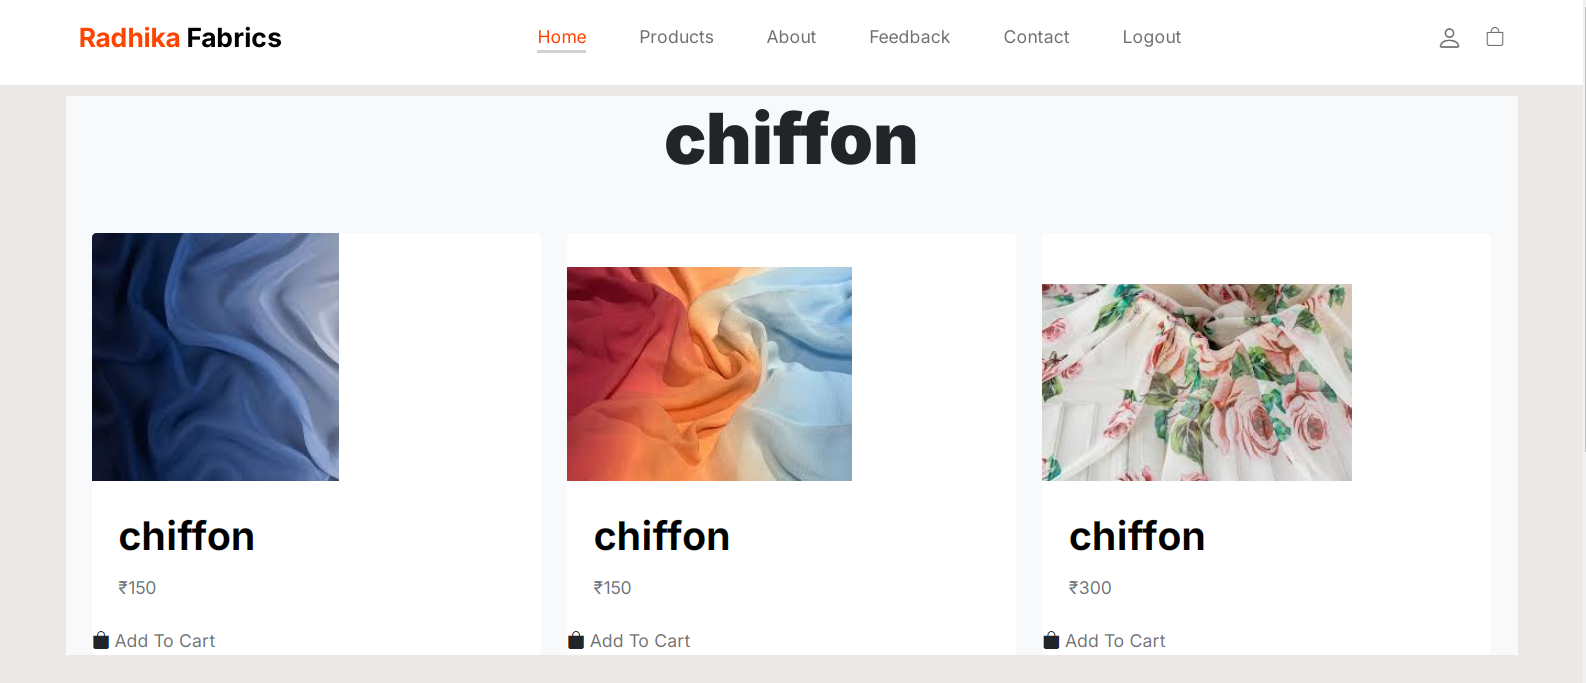 Radhika Fabrics Home Products About Feedback Contact Logout
chiffon
chiffon chiffon chiffon
₹150 ₹150 ₹300
Add To Cart Add To Cart Add To Cart